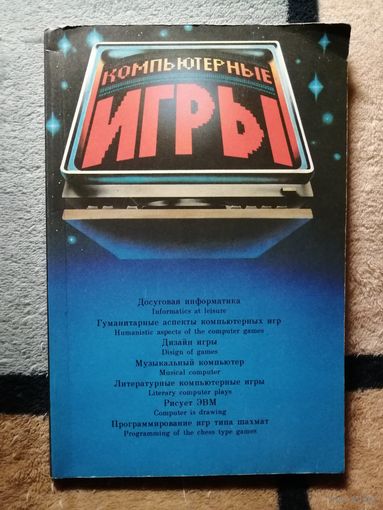 КОМПЬЮТЕРНЫЕ
ИГРЫ
Досуговая информатика
Informatics at leisure
Гуманитарные аспекты компьютерных игр
Humanistic aspects of the computer games
Дизайн игры
Disign of games
Музыкальный компьютер
Musical computer
Литературные компьютерные игры
Literary computer plays
Рисует ЭВМ
Computer is drawing
Программирование игр типа шахмат
Programming of the chess type games